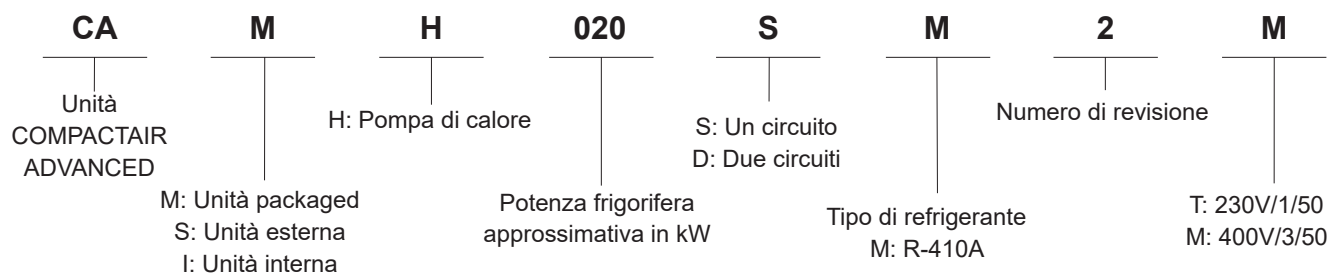 CA M H 020 S M 2 M
Unità
COMPACTAIR
ADVANCED
M: Unità packaged
S: Unità esterna
I: Unità interna
H: Pompa di calore
Potenza frigorifera
approssimativa in kW
S: Un circuito
D: Due circuiti
Tipo di refrigerante
M: R-410A
Numero di revisione
T: 230V/1/50
M: 400V/3/50